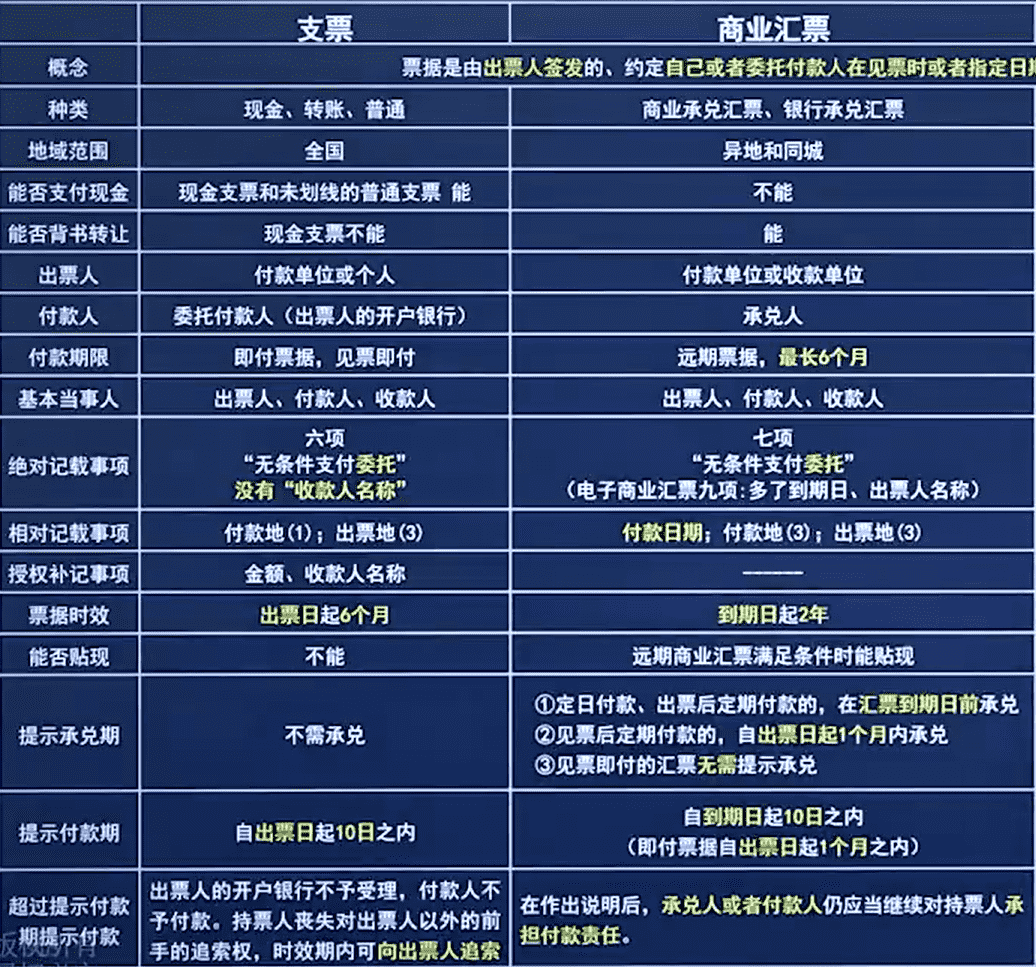 支票 商业汇票
概念 票据是由出票人签发的、约定自己或者委托付款人在见票时或者指定日
种类 现金、转账、普通 商业承兑汇票、银行承兑汇票
地域范围 全国 异地和同城
能否支付现金 现金支票和未划线的普通支票 能 不能
能否背书转让 现金支票不能 能
出票人 付款单位或个人 付款单位或收款单位
付款人 委托付款人（出票人的开户银行） 承兑人
付款期限 即付票据，见票即付 远期票据，最长6个月
基本当事人 出票人、付款人、收款人 出票人、付款人、收款人
绝对记载事项
六项
“无条件支付委托”
没有“收款人名称”
七项
“无条件支付委托”
（电子商业汇票九项:多了到期日、出票人名称）
相对记载事项 付款地(1)；出票地(3) 付款日期；付款地(3)；出票地(3)
授权补记事项 金额、收款人名称 ———
票据时效 出票日起6个月 到期日起2年
能否贴现 不能 远期商业汇票满足条件时能贴现
提示承兑期 不需承兑
①定日付款、出票后定期付款的，在汇票到期日前承兑
②见票后定期付款的，自出票日起1个月内承兑
③见票即付的汇票无需提示承兑
提示付款期 自出票日起10日之内
自到期日起10日之内
（即付票据自出票日起1个月之内）
超过提示付款
期提示付款
出票人的开户银行不予受理，付款人不
予付款。持票人丧失对出票人以外的前
手的追索权，时效期内可向出票人追索
在作出说明后，承兑人或者付款人仍应当继续对持票人承
担付款责任。